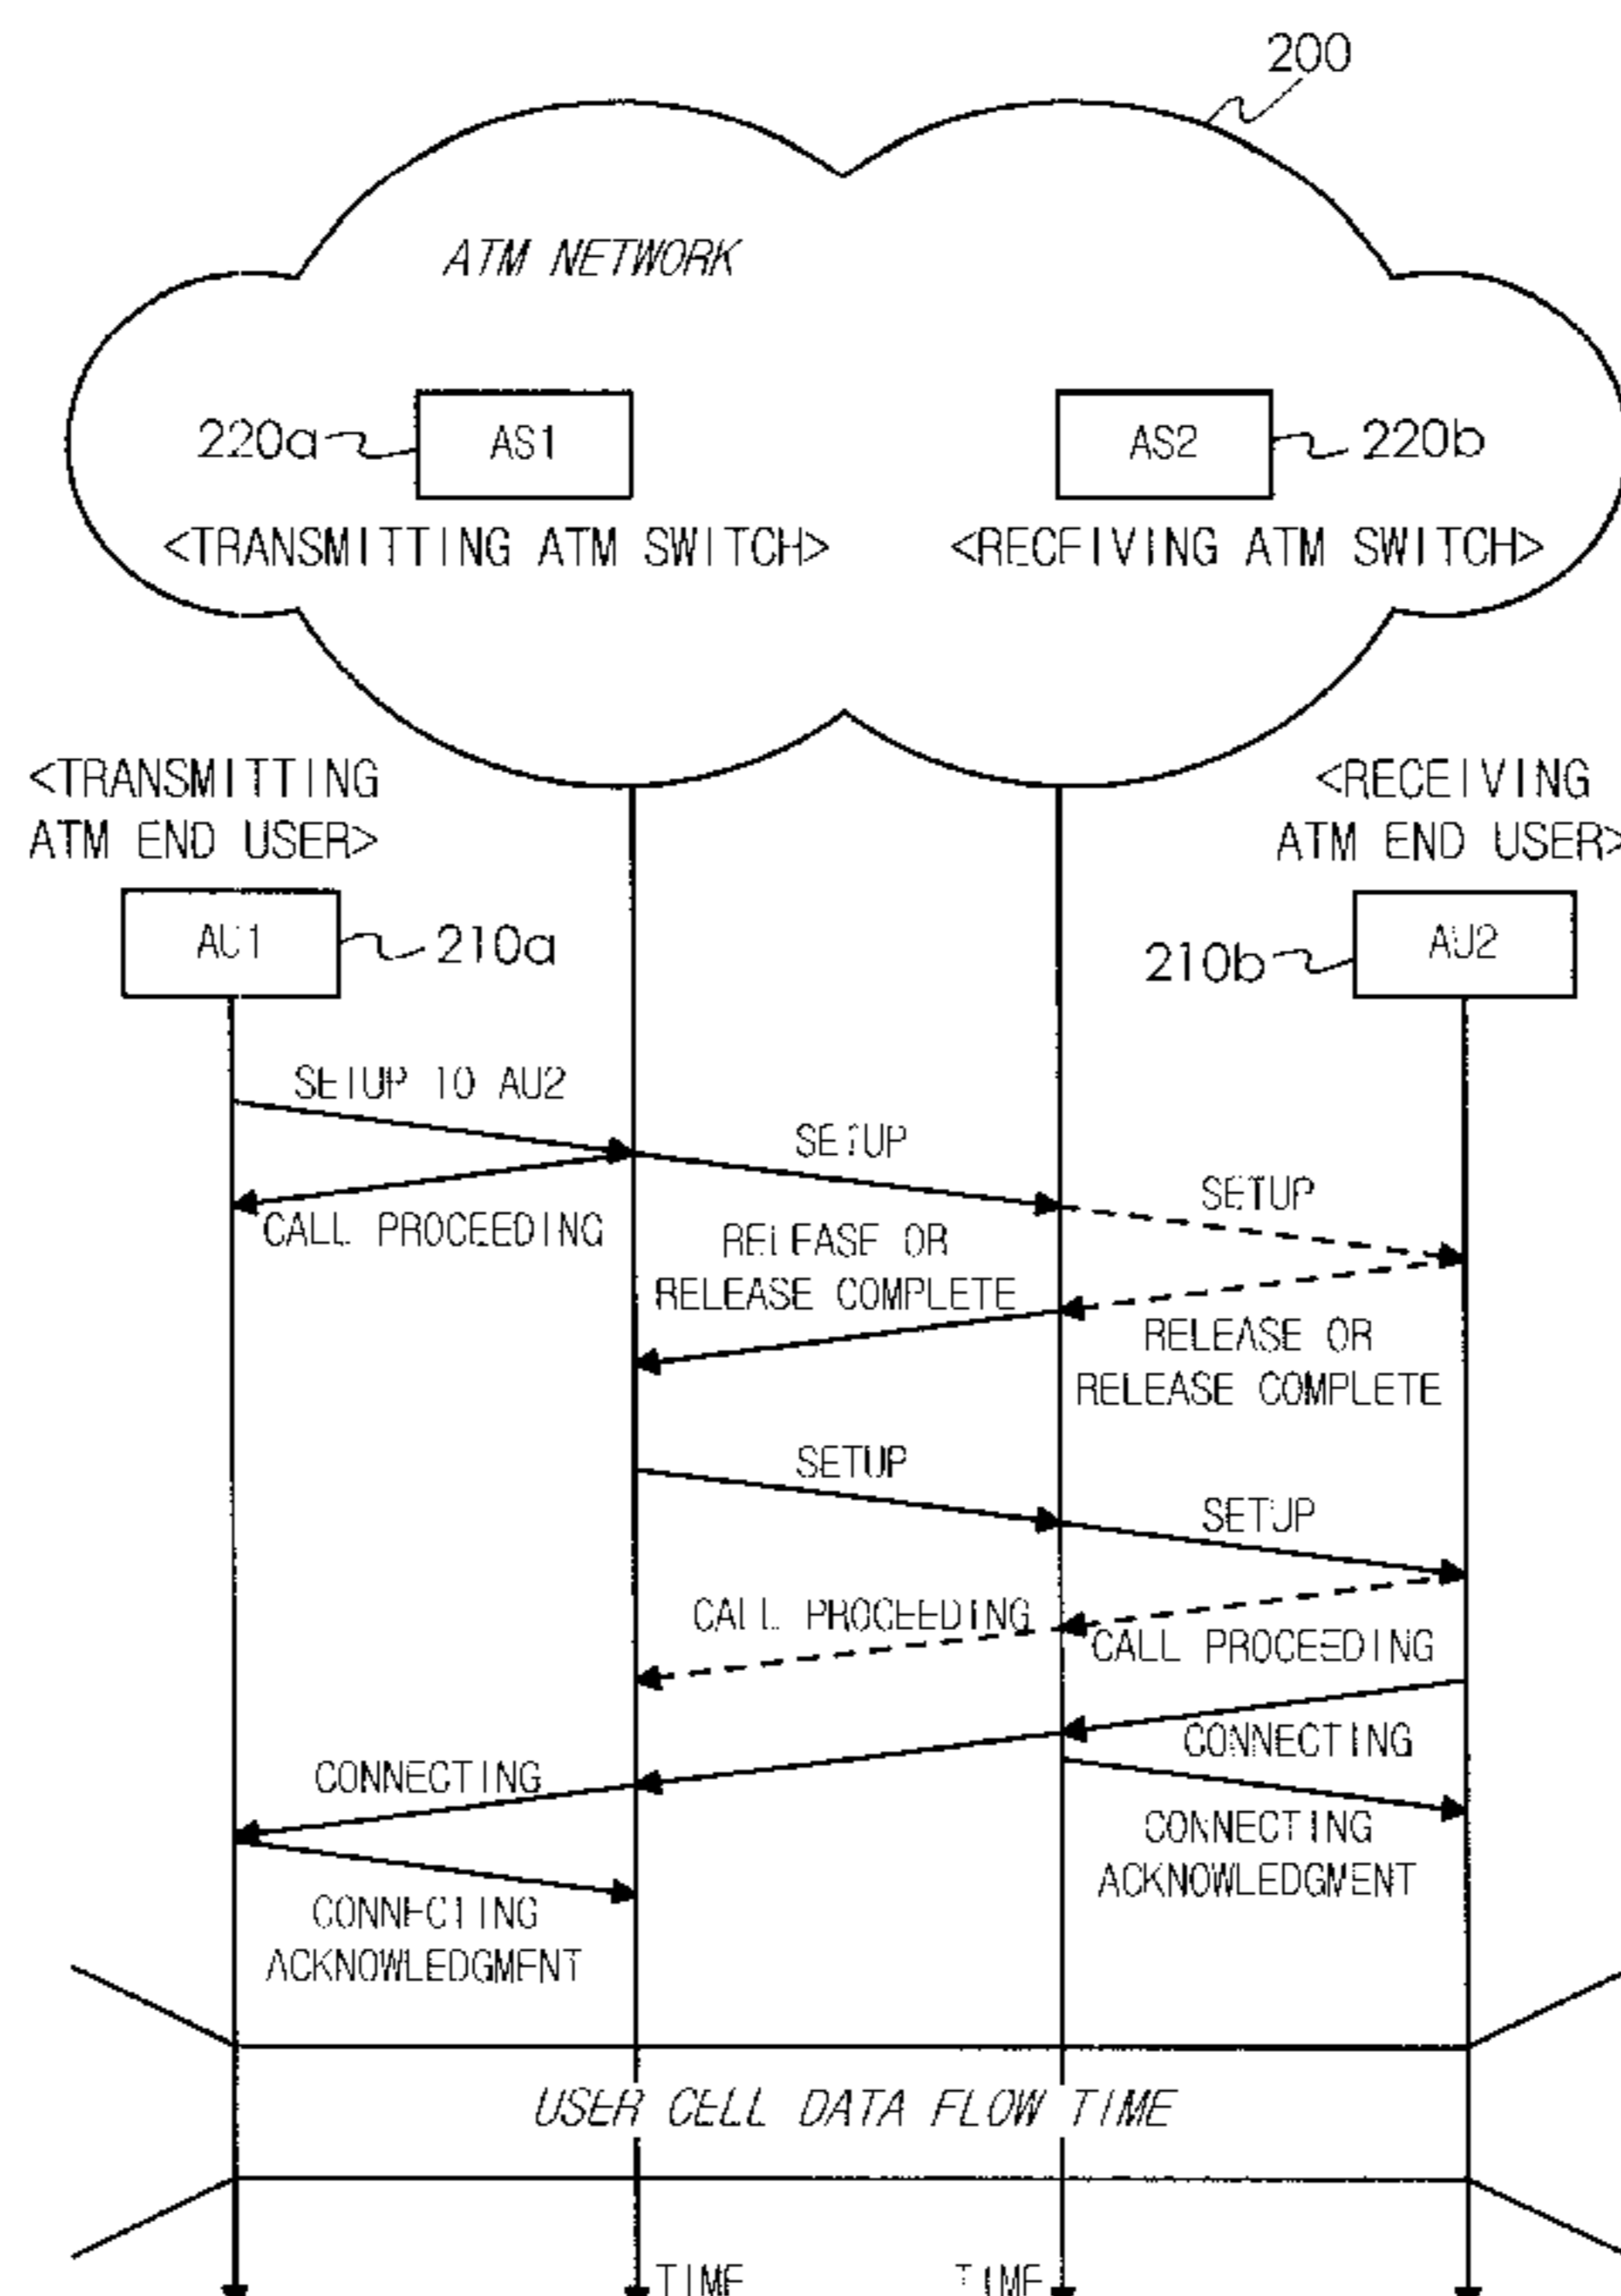 200
ATM NETWORK
220a
AS1
AS2
220b
<TRANSMITTING ATM SWITCH>
<RECEIVING ATM SWITCH>
<TRANSMITTING
ATM END USER>
<RECEIVING
ATM END USER>
AU1
210a
210b
AU2
SETUP TO AU2
SETUP
SETUP
CALL PROCEEDING
RELEASE OR
RELEASE COMPLETE
RELEASE OR
RELEASE COMPLETE
SETUP
SETUP
CALL PROCEEDING
CALL PROCEEDING
CONNECTING
CONNECTING
CONNECTING
ACKNOWLEDGMENT
CONNECTING
ACKNOWLEDGMENT
USER CELL DATA FLOW TIME
TIME
TIME